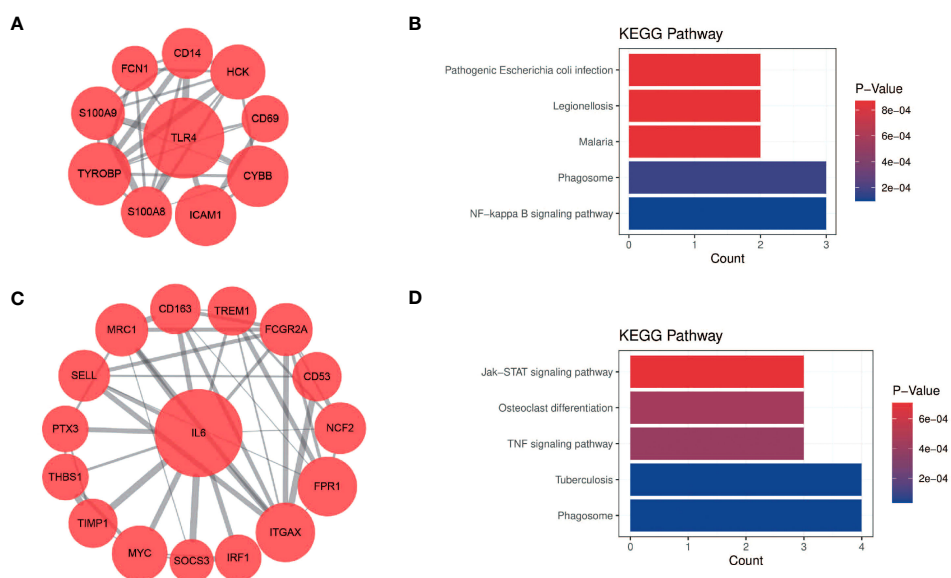 A
CD14
FCN1
HCK
S100A9
CD69
TLR4
TYROBP
CYBB
S100A8
ICAM1
B
KEGG Pathway
Pathogenic Escherichia coli infection
Legionellosis
Malaria
Phagosome
NF−kappa B signaling pathway
0 1 2 3
Count
P−Value
8e−04
6e−04
4e−04
2e−04
C
CD163
TREM1
MRC1
FCGR2A
SELL
CD53
PTX3
IL6
NCF2
THBS1
FPR1
TIMP1
ITGAX
MYC
SOCS3
IRF1
D
KEGG Pathway
Jak−STAT signaling pathway
Osteoclast differentiation
TNF signaling pathway
Tuberculosis
Phagosome
0 1 2 3 4
Count
P−Value
6e−04
4e−04
2e−04